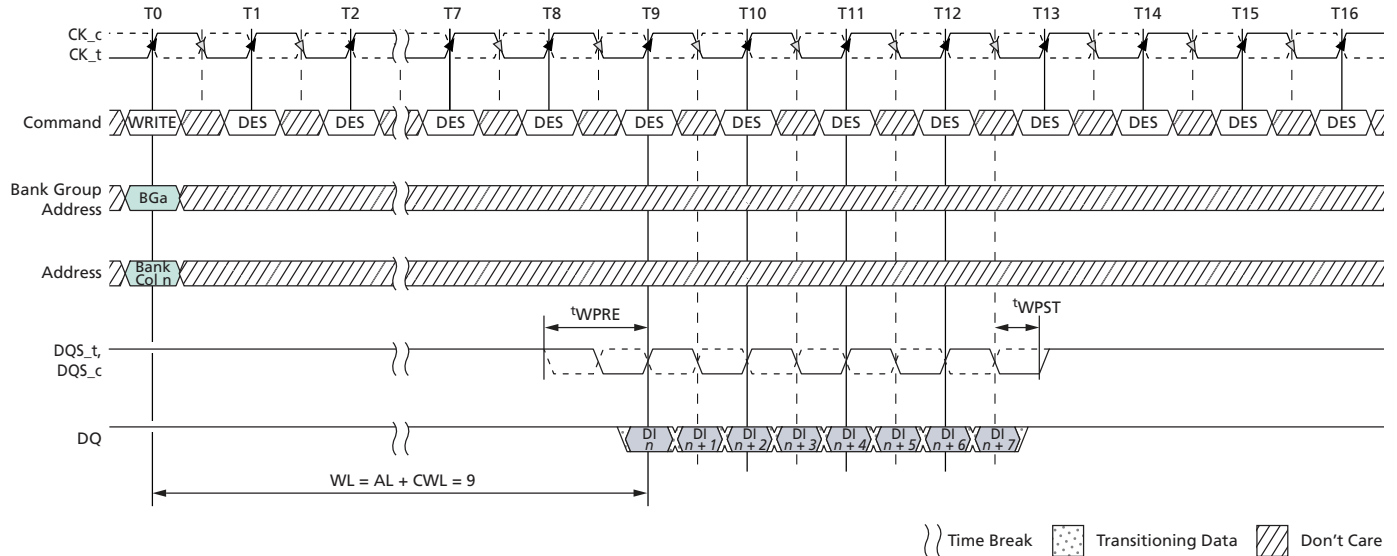 T0 T1 T2 T7 T8 T9 T10 T11 T12 T13 T14 T15 T16
CK_c
CK_t
Command WRITE DES DES DES DES DES DES DES DES DES DES DES DES
Bank Group
Address
BGa
Address
Bank
Col n
tWPRE
tWPST
DQS_t,
DQS_c
DQ
DI DI DI DI DI DI DI DI
n n + 1 n + 2 n + 3 n + 4 n + 5 n + 6 n + 7
WL = AL + CWL = 9
Time Break Transitioning Data Don't Care